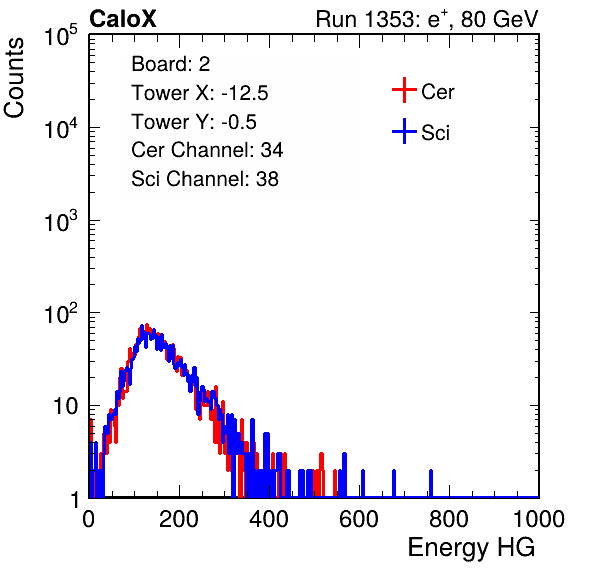 CaloX Run 1353: e⁺, 80 GeV
Counts
10⁵
10⁴
10³
10²
10
1
Board: 2
Tower X: -12.5
Tower Y: -0.5
Cer Channel: 34
Sci Channel: 38
Cer
Sci
0 200 400 600 800 1000
Energy HG